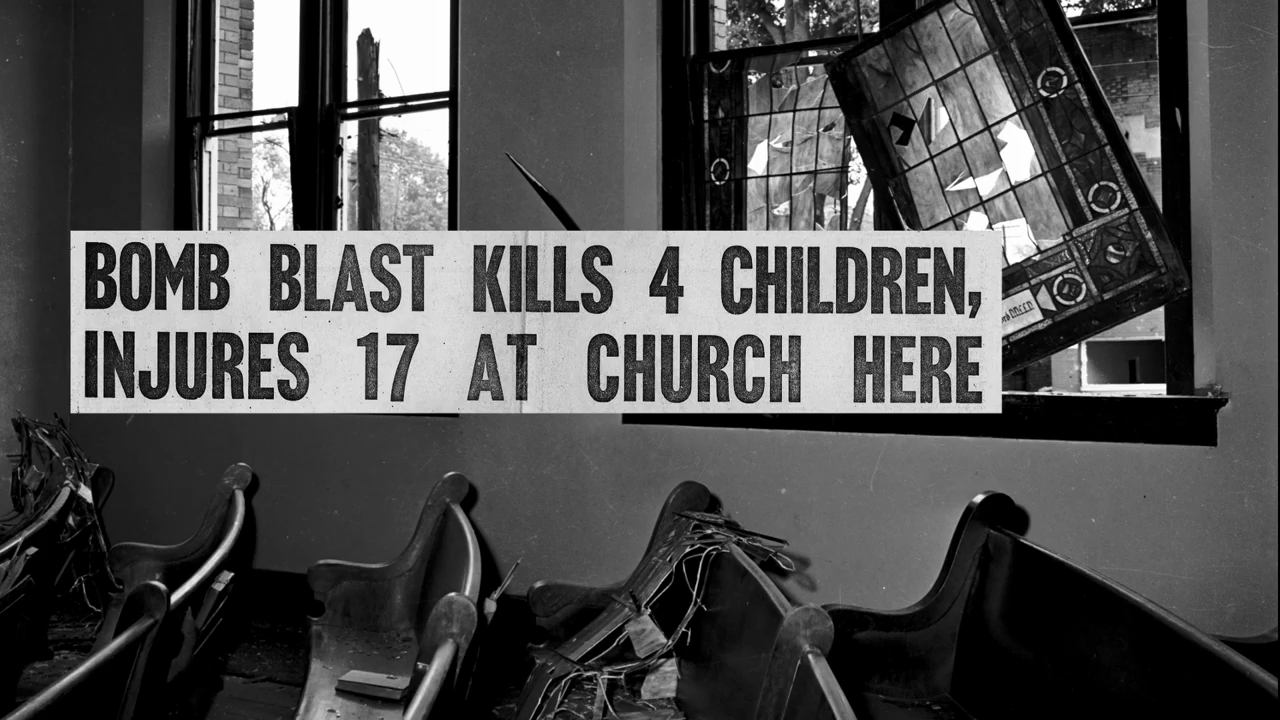 BOMB BLAST KILLS 4 CHILDREN,
INJURES 17 AT CHURCH HERE